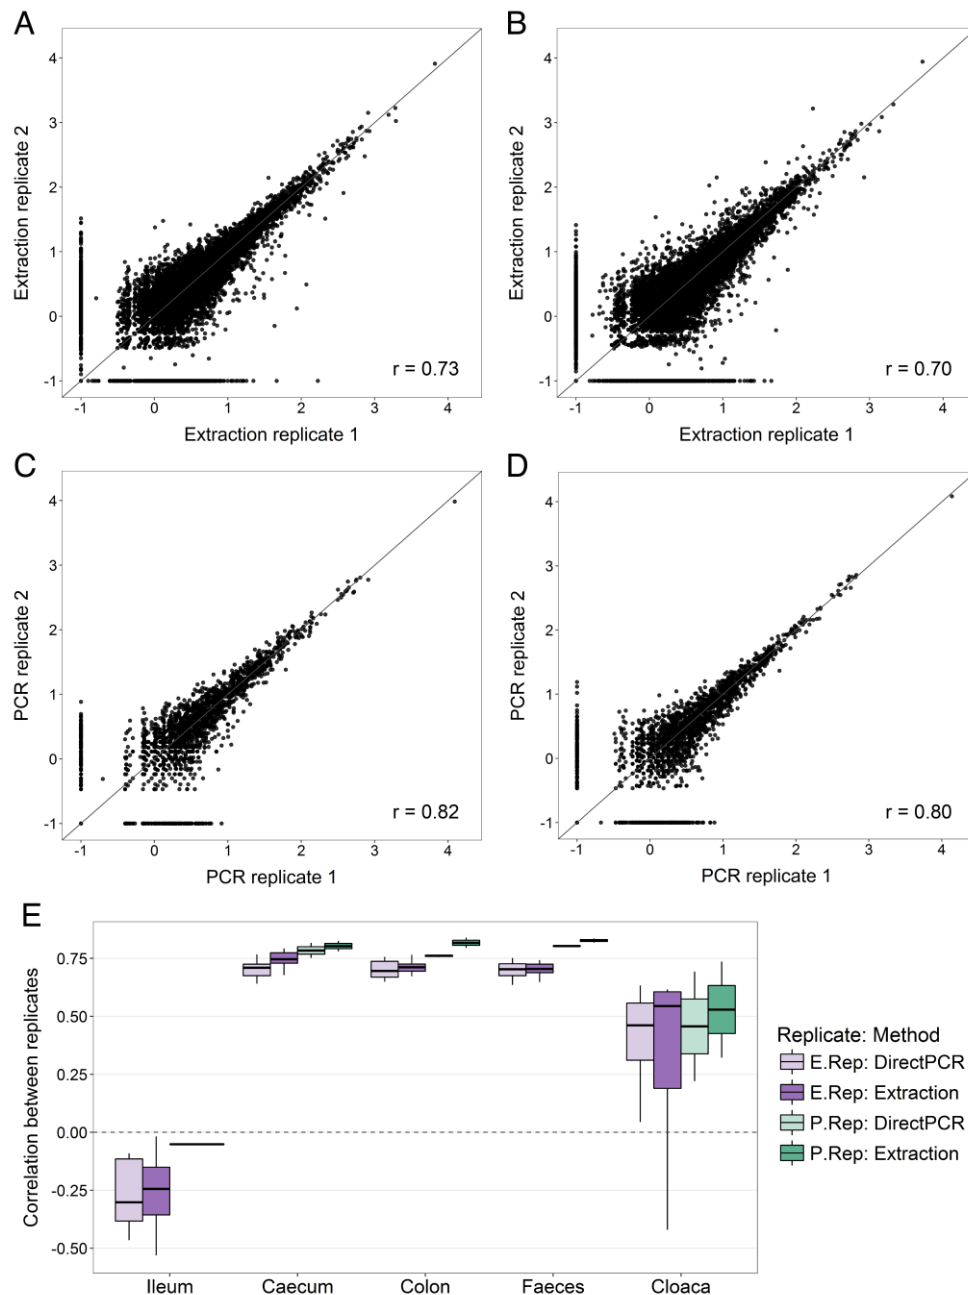 A
B
4
3
2
1
0
-1
Extraction replicate 2
r = 0.73
-1 0 1 2 3 4
Extraction replicate 1
4
3
2
1
0
-1
Extraction replicate 2
r = 0.70
-1 0 1 2 3 4
Extraction replicate 1
C
D
4
3
2
1
0
-1
PCR replicate 2
r = 0.82
-1 0 1 2 3 4
PCR replicate 1
4
3
2
1
0
-1
PCR replicate 2
r = 0.80
-1 0 1 2 3 4
PCR replicate 1
E
0.75
0.50
0.25
0.00
-0.25
-0.50
Correlation between replicates
Ileum Caecum Colon Faeces Cloaca
Replicate: Method
E.Rep: DirectPCR
E.Rep: Extraction
P.Rep: DirectPCR
P.Rep: Extraction